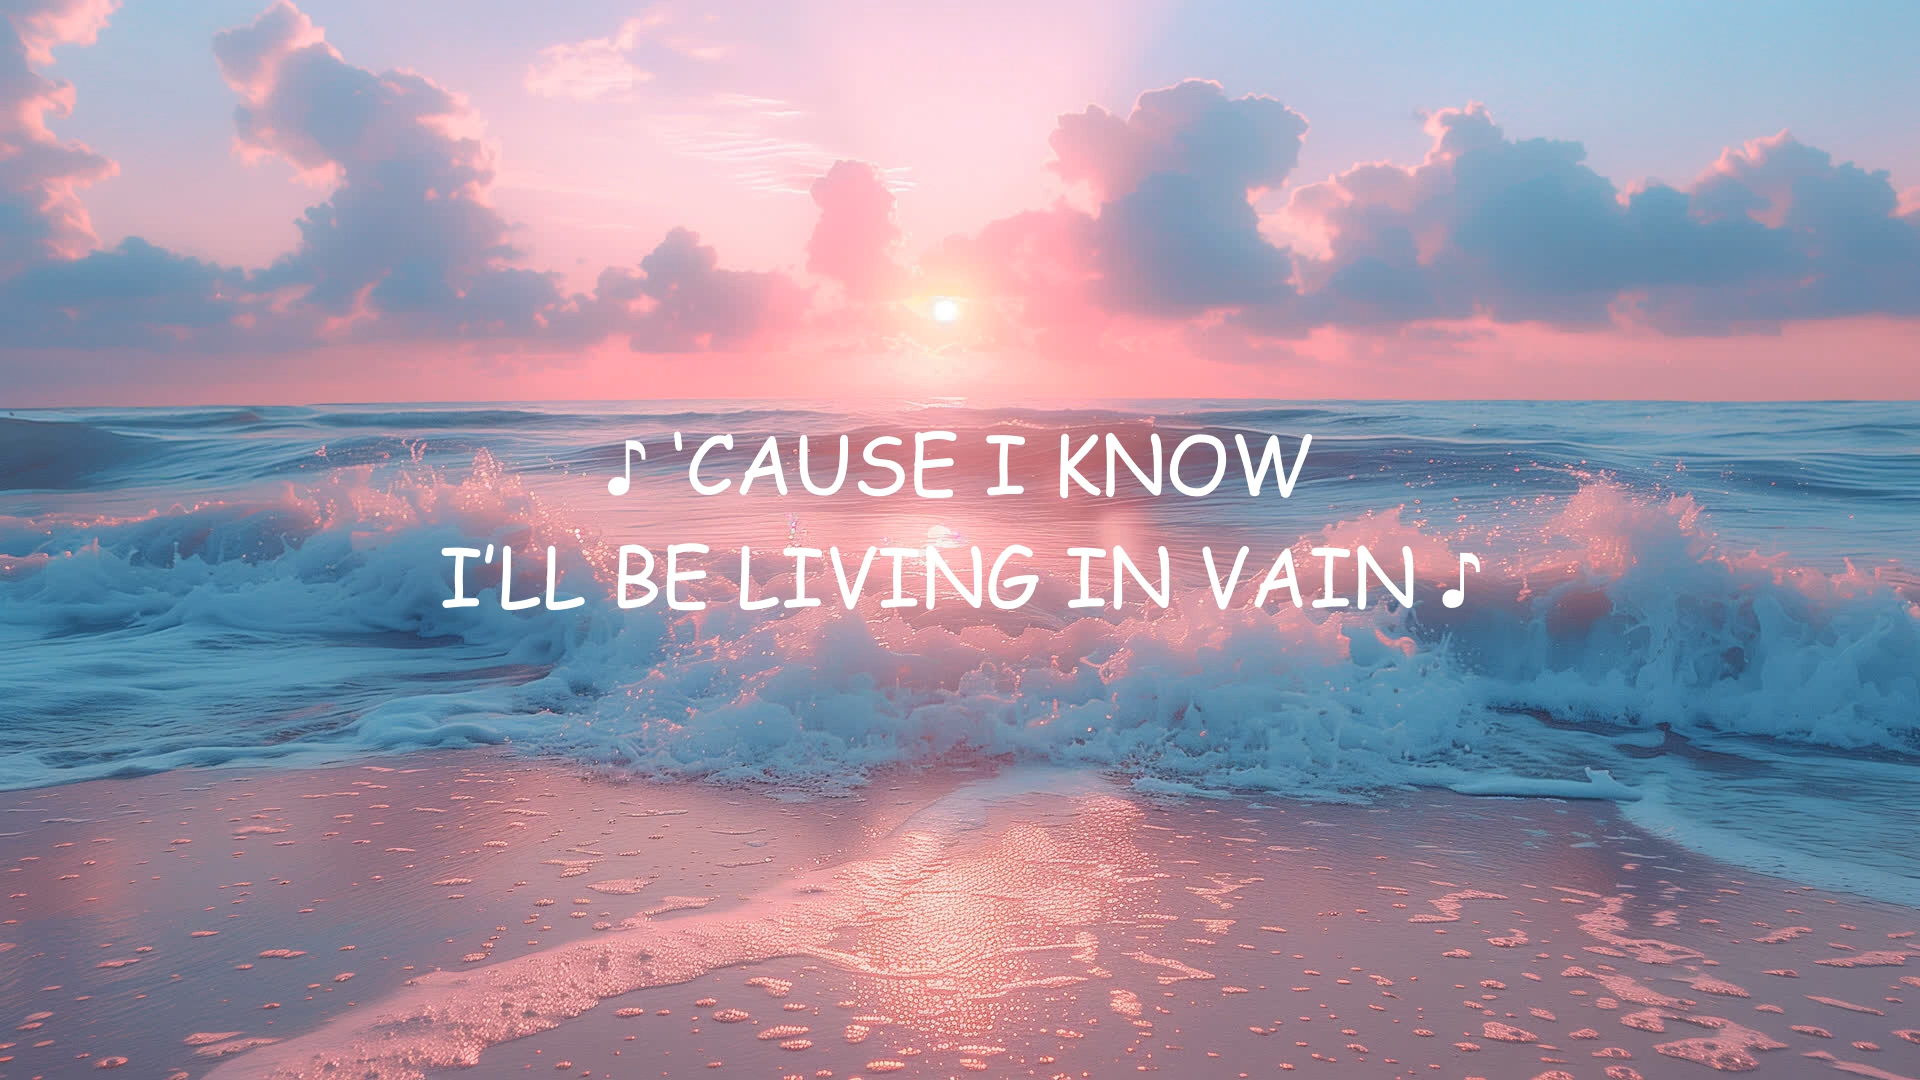 ♪ 'CAUSE I KNOW
I'LL BE LIVING IN VAIN ♪